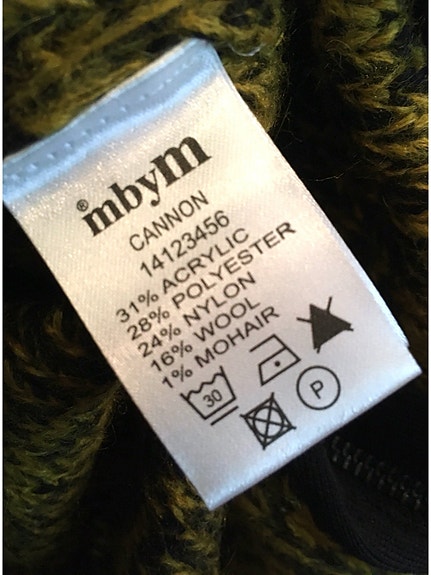 ®mbyM
CANNON
14123456
31% ACRYLIC
28% POLYESTER
24% NYLON
16% WOOL
1% MOHAIR
30
P